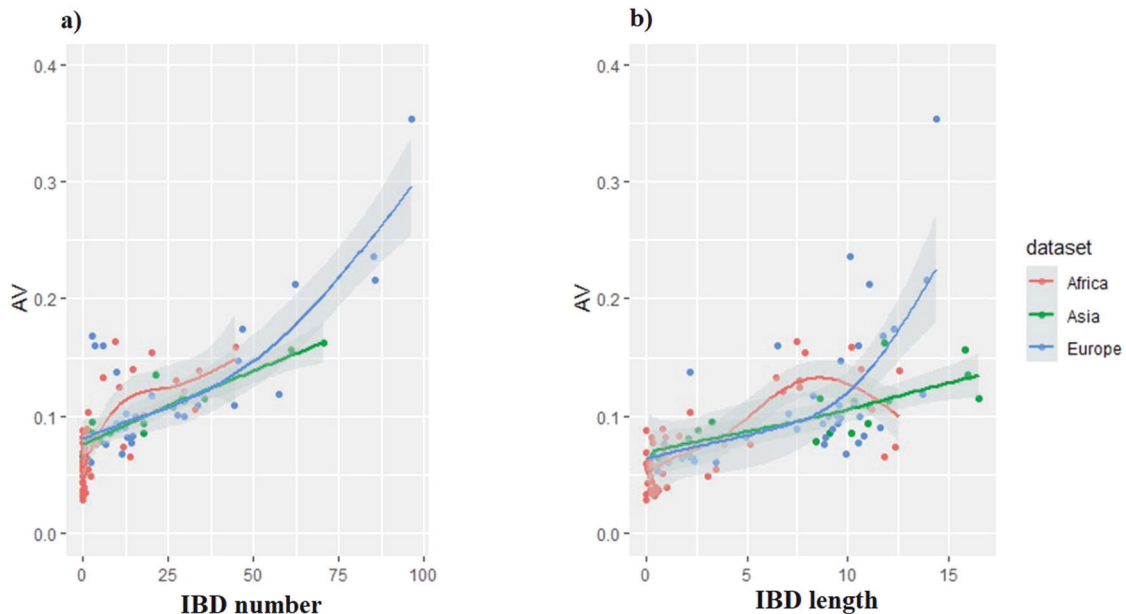 a)
0.4
0.3
0.2
0.1
0.0
AV
0 25 50 75 100
IBD number
b)
0.4
0.3
0.2
0.1
0.0
AV
0 5 10 15
IBD length
dataset
Africa
Asia
Europe